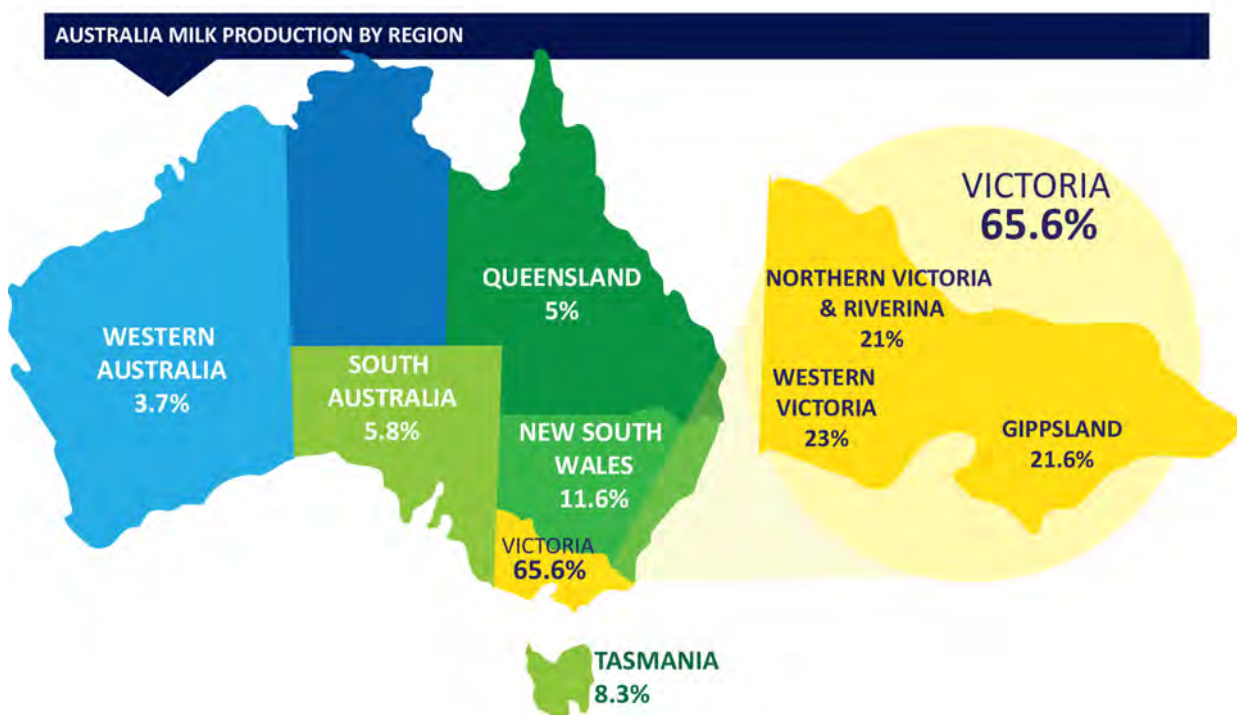 AUSTRALIA MILK PRODUCTION BY REGION
WESTERN
AUSTRALIA
3.7%
SOUTH
AUSTRALIA
5.8%
QUEENSLAND
5%
NEW SOUTH
WALES
11.6%
VICTORIA
65.6%
TASMANIA
8.3%
VICTORIA
65.6%
NORTHERN VICTORIA
& RIVERINA
21%
WESTERN
VICTORIA
23%
GIPPSLAND
21.6%